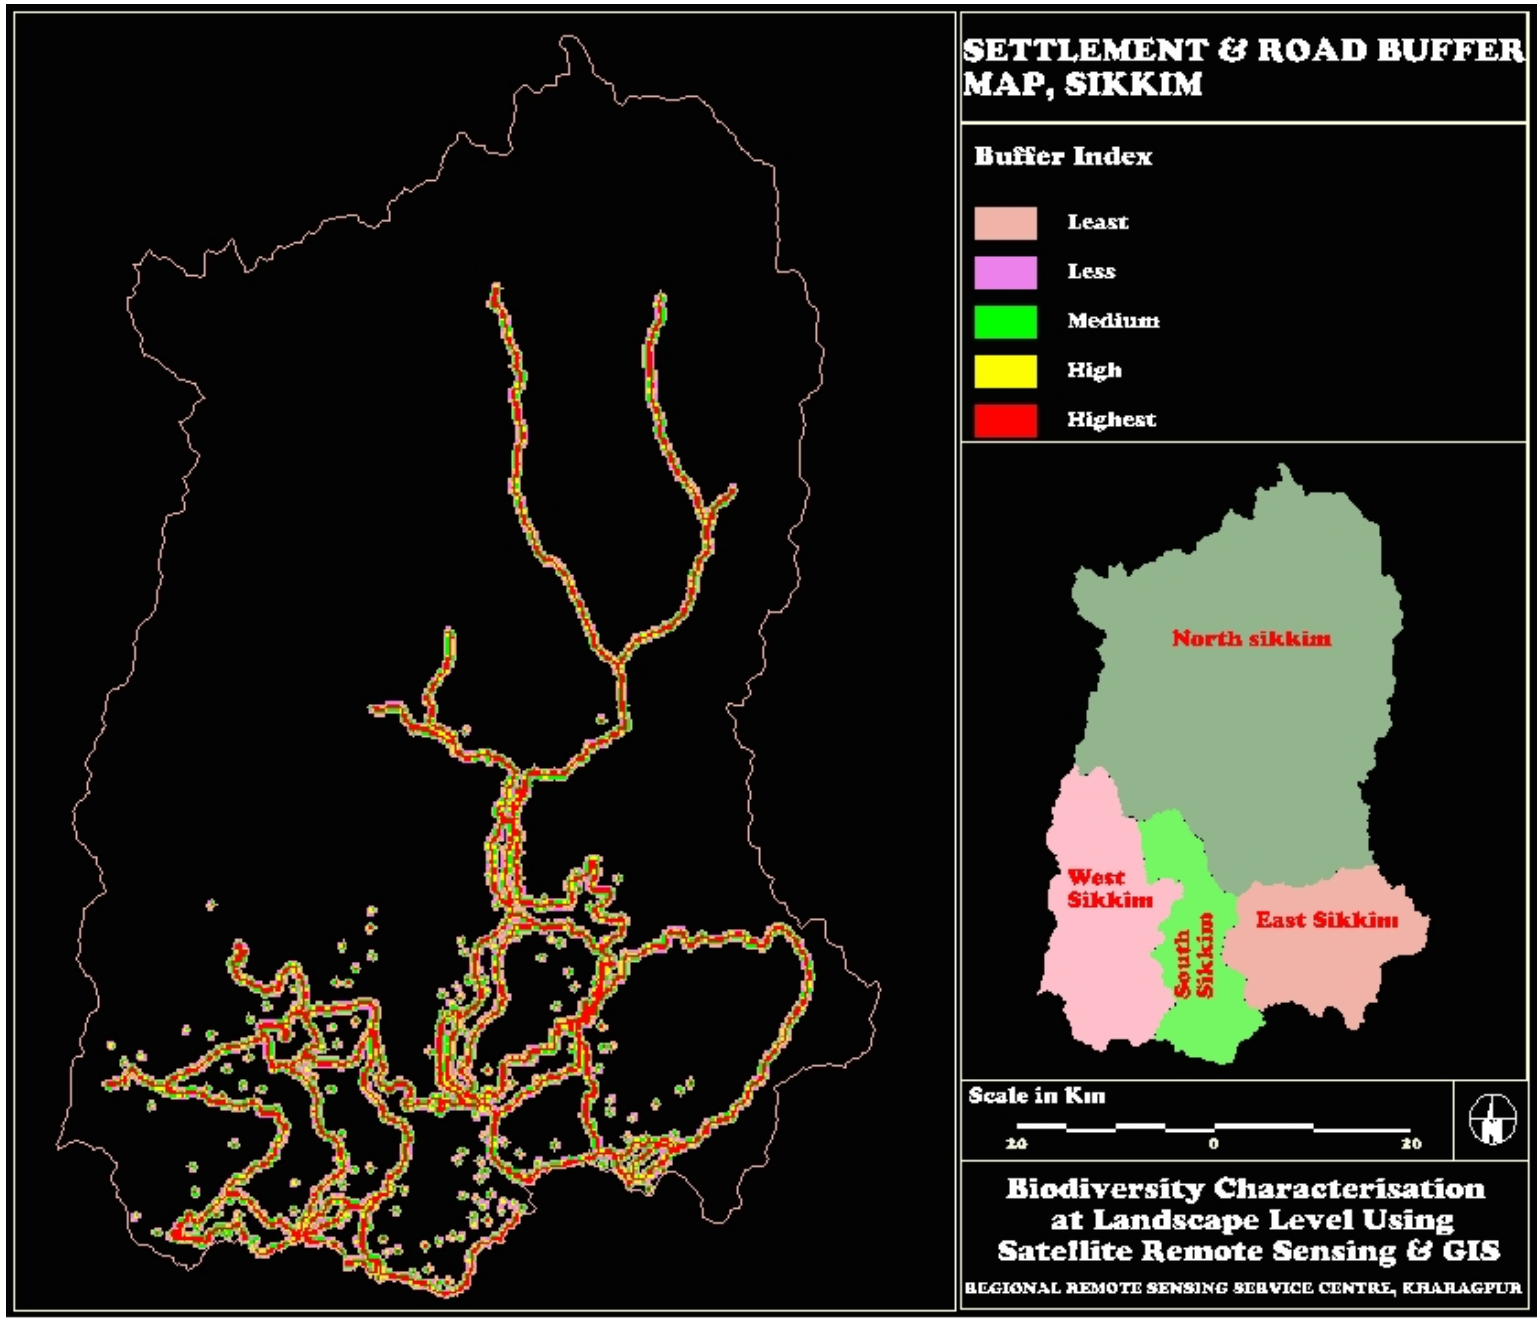 SETTLEMENT & ROAD BUFFER
MAP, SIKKIM
Buffer Index
Least
Less
Medium
High
Highest
North sikkim
West
Sikkim
South
Sikkim
East Sikkim
Scale in Km
20 0 20
N
Biodiversity Characterisation
at Landscape Level Using
Satellite Remote Sensing & GIS
REGIONAL REMOTE SENSING SERVICE CENTRE, KHARAGPUR